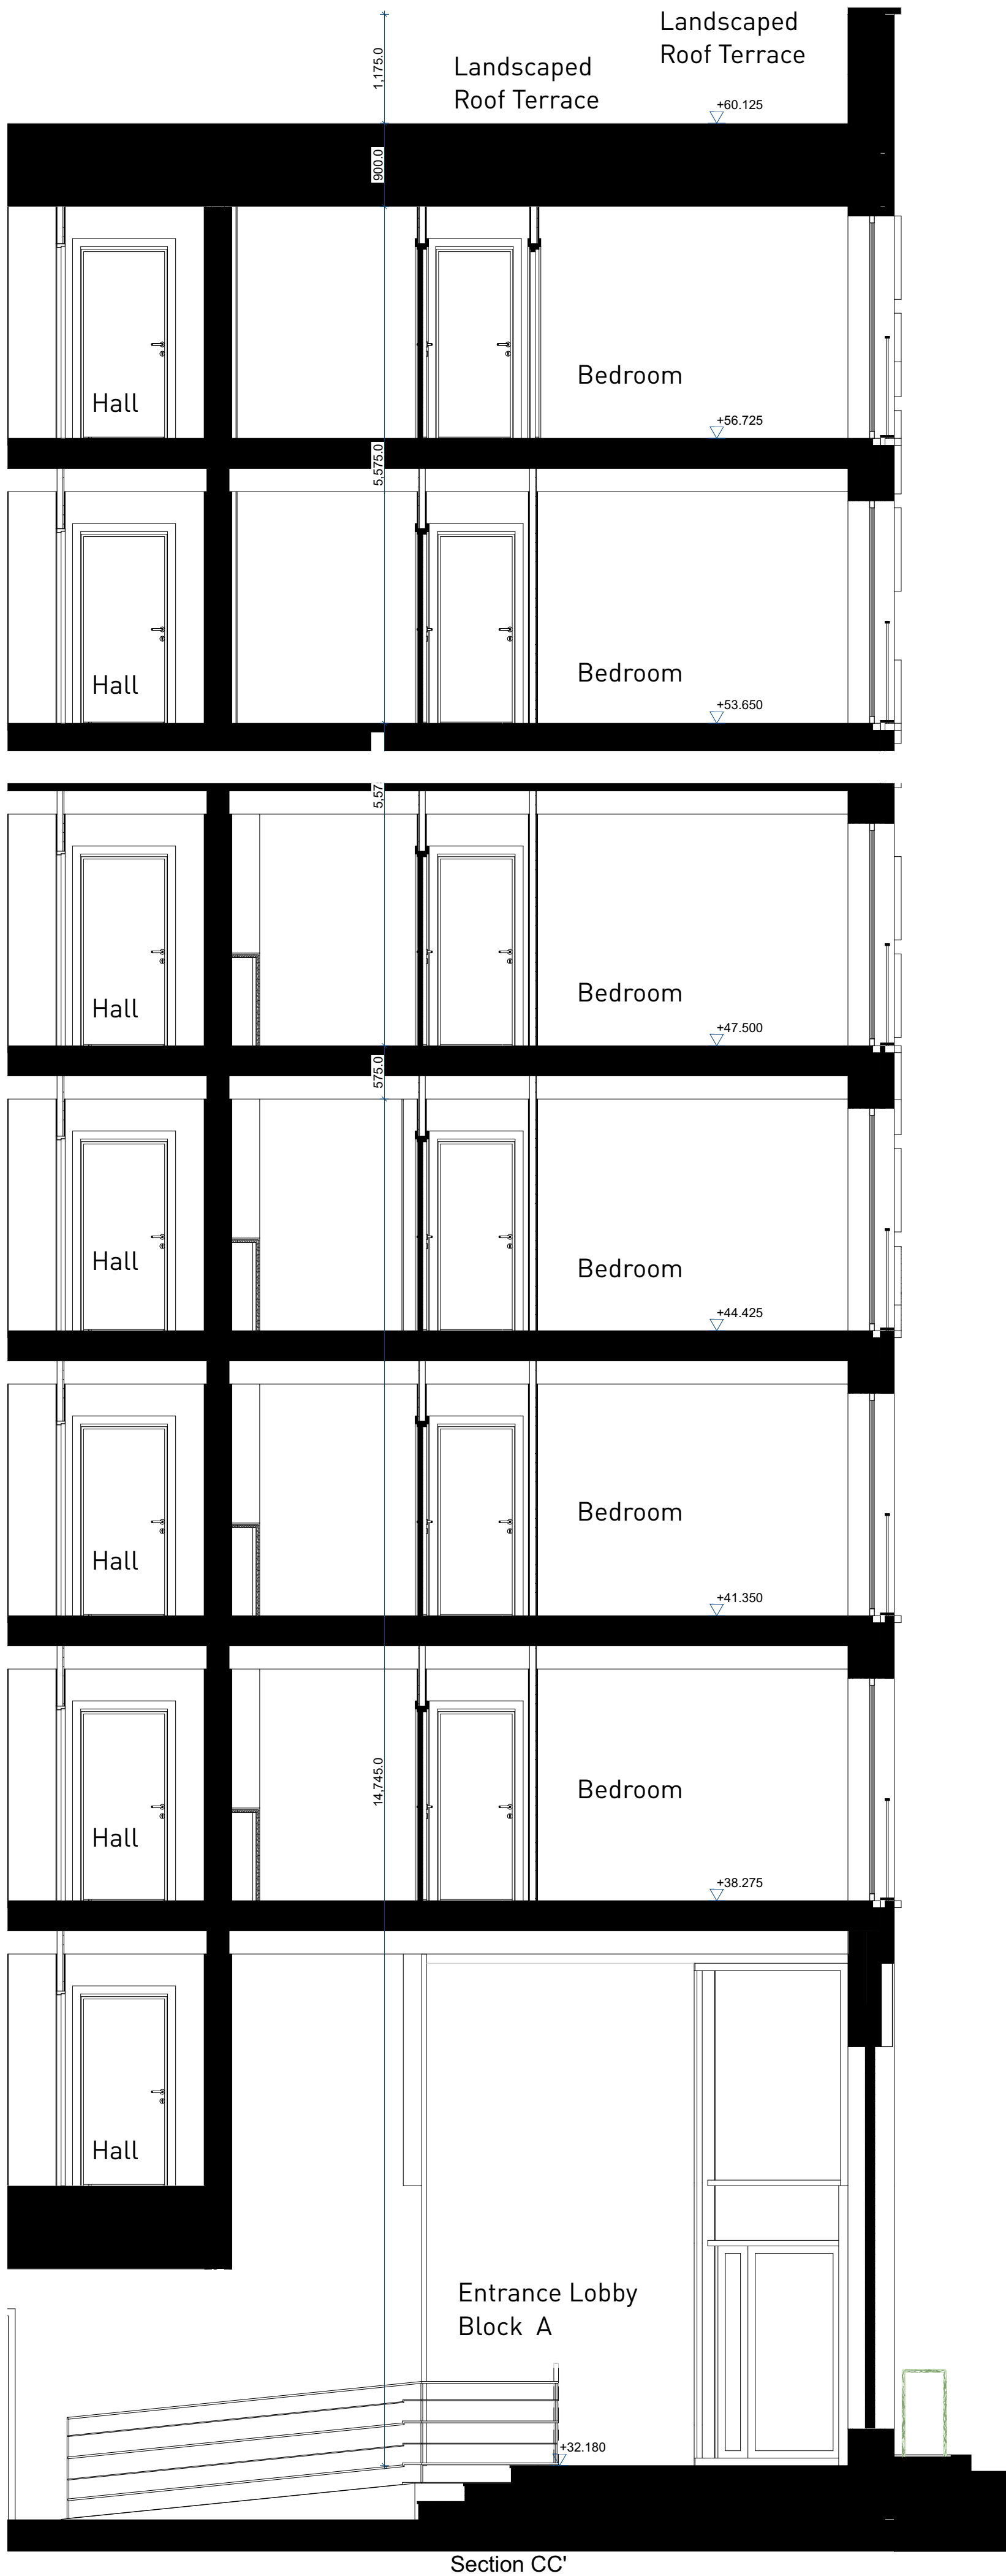 Landscaped
Roof Terrace
Landscaped
Roof Terrace
1,175.0
+60.125
900.0
Bedroom
Hall
+56.725
5,575.0
Bedroom
Hall
+53.650
5,57
Bedroom
Hall
+47.500
575.0
Hall
Bedroom
+44.425
Bedroom
Hall
+41.350
14,745.0
Bedroom
Hall
+38.275
Hall
Entrance Lobby
Block A
+32.180
Section CC'